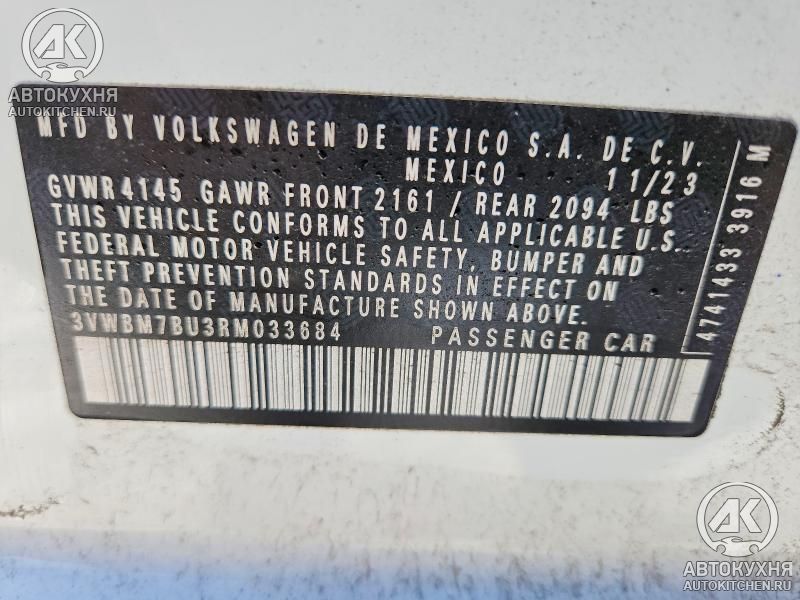 АВТОКУХНЯ
AUTOKITCHEN.RU
MFD BY VOLKSWAGEN DE MEXICO S.A. DE C.V.
MEXICO 11/23
GVWR 4145 GAWR FRONT 2161 / REAR 2094 LBS
THIS VEHICLE CONFORMS TO ALL APPLICABLE U.S.
FEDERAL MOTOR VEHICLE SAFETY, BUMPER AND
THEFT PREVENTION STANDARDS IN EFFECT ON
THE DATE OF MANUFACTURE SHOWN ABOVE.
3VWBM7BU3RM033684 PASSENGER CAR
4741433 3916 M
АВТОКУХНЯ
AUTOKITCHEN.RU